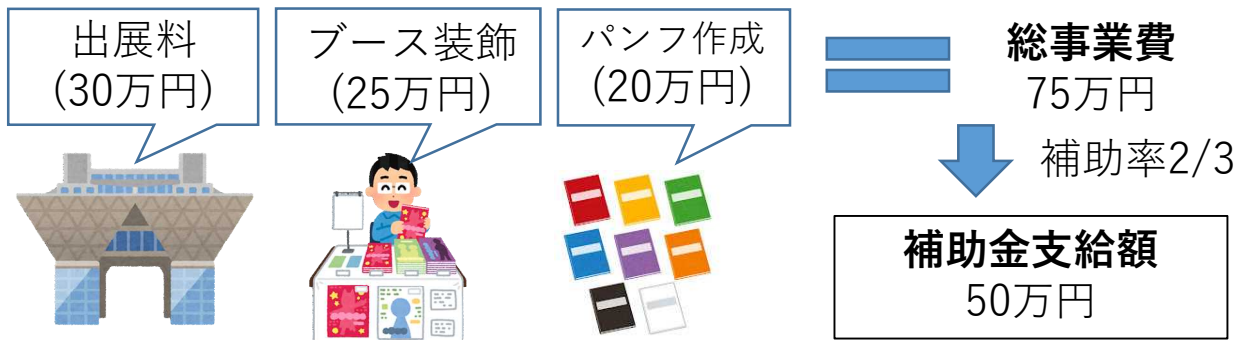 出展料
(30万円)
ブース装飾
(25万円)
パンフ作成
(20万円)
総事業費
75万円
補助率2/3
補助金支給額
50万円